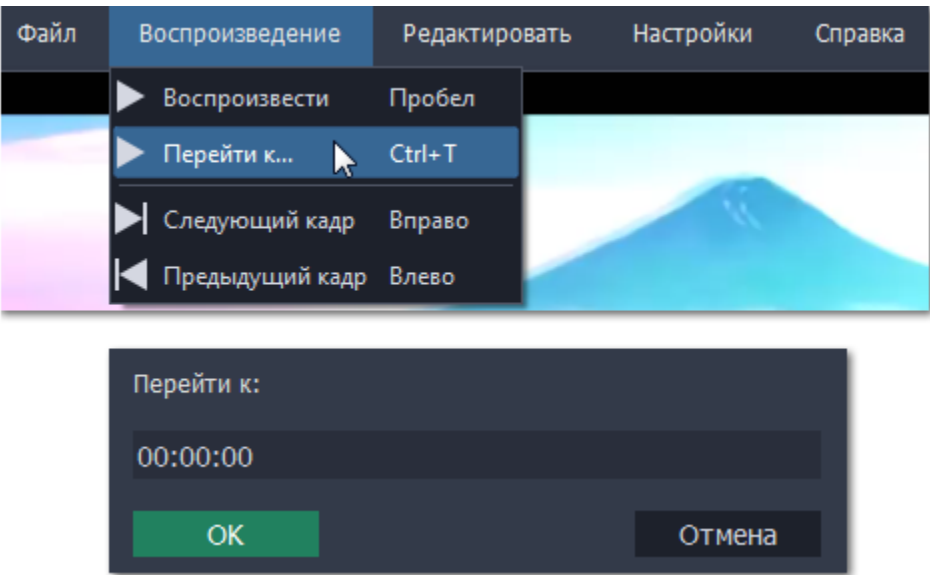 Файл Воспроизведение Редактировать Настройки Справка
Воспроизвести Пробел
Перейти к... Ctrl+T
Следующий кадр Вправо
Предыдущий кадр Влево
Перейти к:
00:00:00
OK Отмена